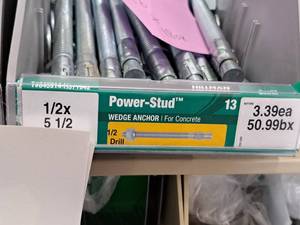 HILLMAN
1/2x
5 1/2
Power-Stud™ 13
WEDGE ANCHOR | For Concrete
1/2
Drill
3.39ea
50.99bx